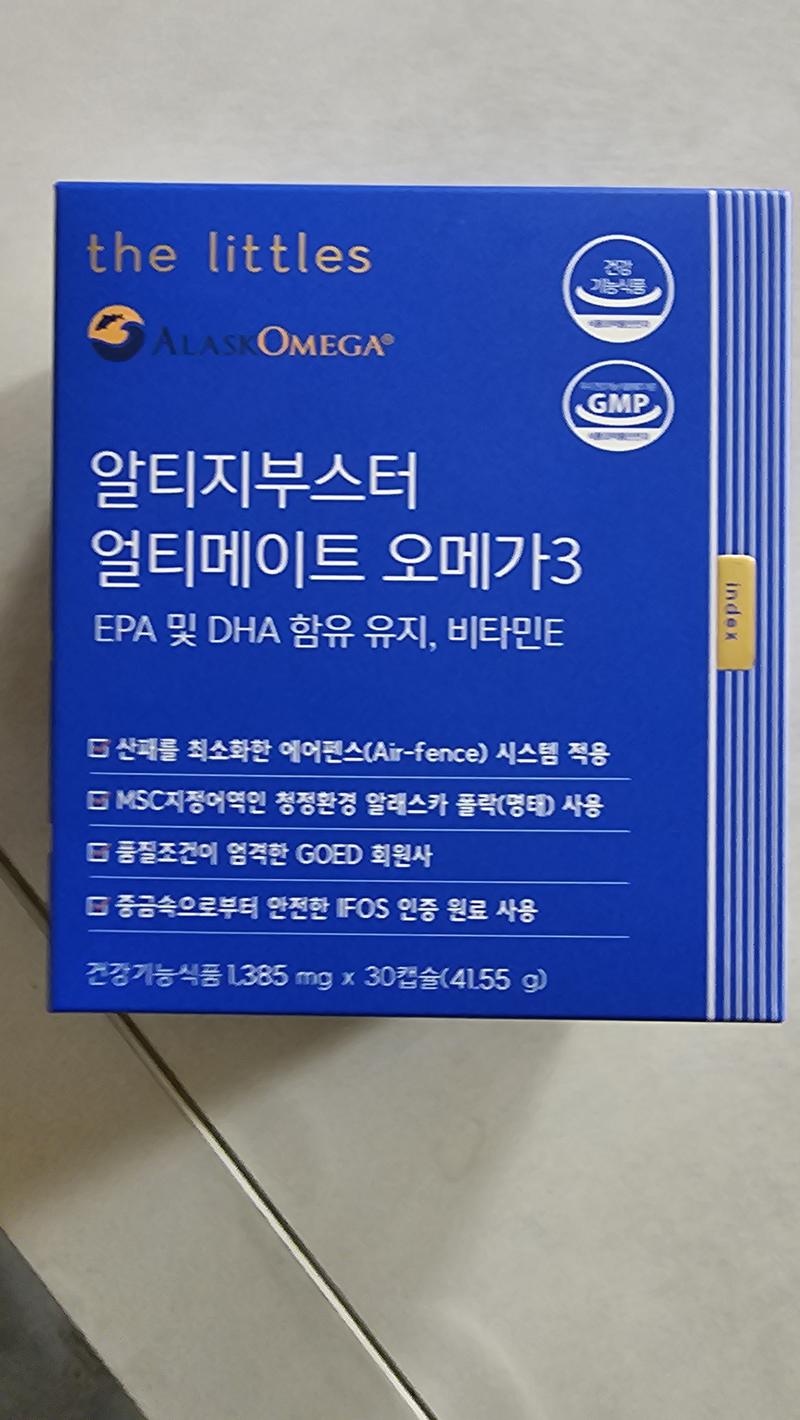 the littles
ALASKOMEGA®
건강
기능식품
GMP
알티지부스터
얼티메이트 오메가3
EPA 및 DHA 함유 유지, 비타민E
index
산패를 최소화한 에어펜스(Air-fence) 시스템 적용
MSC지정어역인 청정환경 알래스카 폴락(명태) 사용
품질조건이 엄격한 GOED 회원사
중금속으로부터 안전한 IFOS 인증 원료 사용
건강기능식품 1,385 mg x 30캡슐(41.55 g)